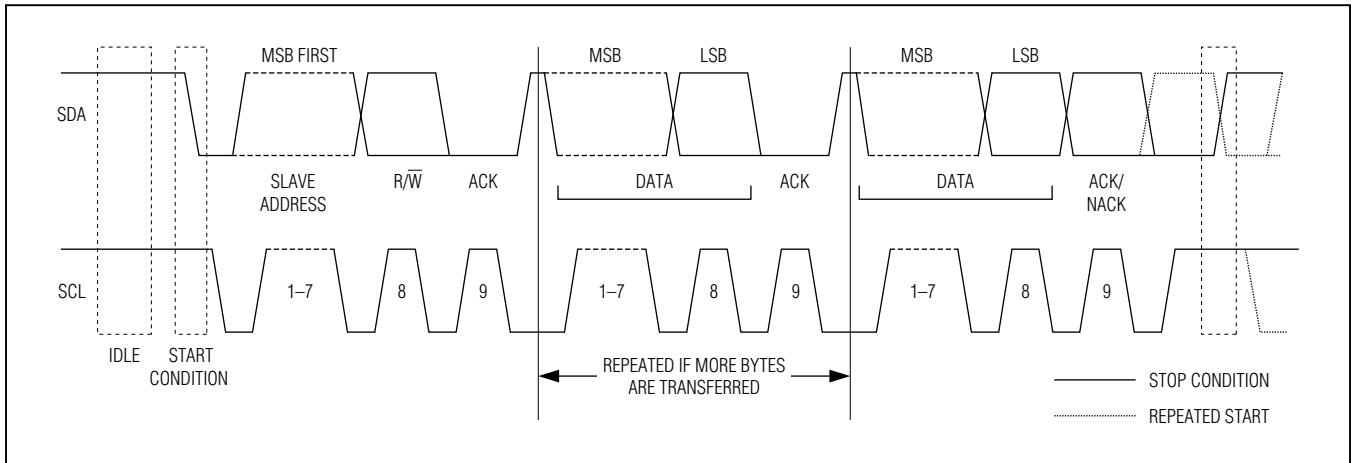 MSB FIRST
MSB
LSB
MSB
LSB
SDA
SLAVE
ADDRESS
R/W̅
ACK
DATA
ACK
DATA
ACK/
NACK
SCL
1–7
8
9
1–7
8
9
1–7
8
9
IDLE
START
CONDITION
REPEATED IF MORE BYTES
ARE TRANSFERRED
STOP CONDITION
REPEATED START